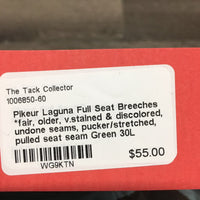 The Tack Collector
1006850-60
Pikeur Laguna Full Seat Breeches
*fair, older, v.stained & discolored,
undone seams, pucker/stretched,
pulled seat seam Green 30L
WG9KTN
$55.00